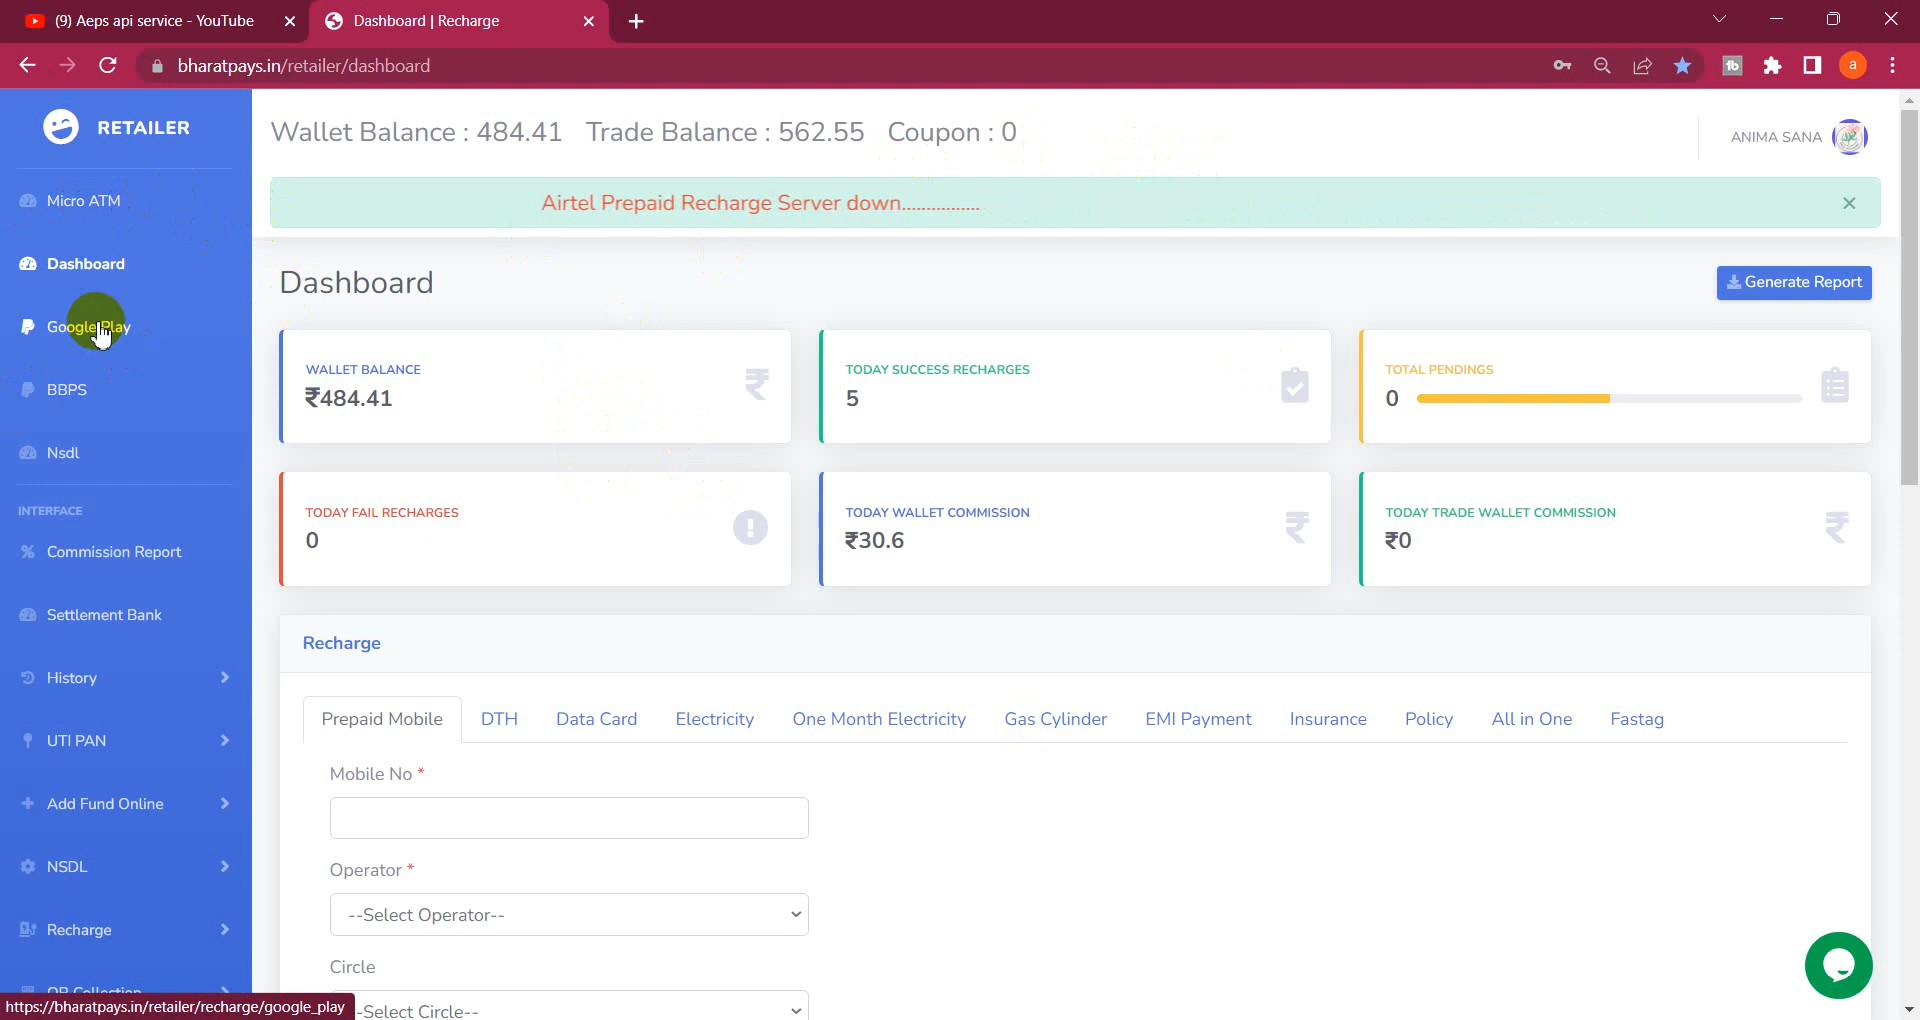 (9) Aeps api service - YouTube
Dashboard | Recharge
bharatpays.in/retailer/dashboard
a
RETAILER
Wallet Balance : 484.41 Trade Balance : 562.55 Coupon : 0
ANIMA SANA
Airtel Prepaid Recharge Server down...............
Micro ATM
Dashboard
Google Play
BBPS
Nsdl
INTERFACE
Commission Report
Settlement Bank
History
UTI PAN
Add Fund Online
NSDL
Recharge
QR Collection
Dashboard
Generate Report
WALLET BALANCE
₹484.41
TODAY SUCCESS RECHARGES
5
TOTAL PENDINGS
0
TODAY FAIL RECHARGES
0
TODAY WALLET COMMISSION
₹30.6
TODAY TRADE WALLET COMMISSION
₹0
Recharge
Prepaid Mobile DTH Data Card Electricity One Month Electricity Gas Cylinder EMI Payment Insurance Policy All in One Fastag
Mobile No *
Operator *
--Select Operator--
Circle
-Select Circle--
https://bharatpays.in/retailer/recharge/google_play